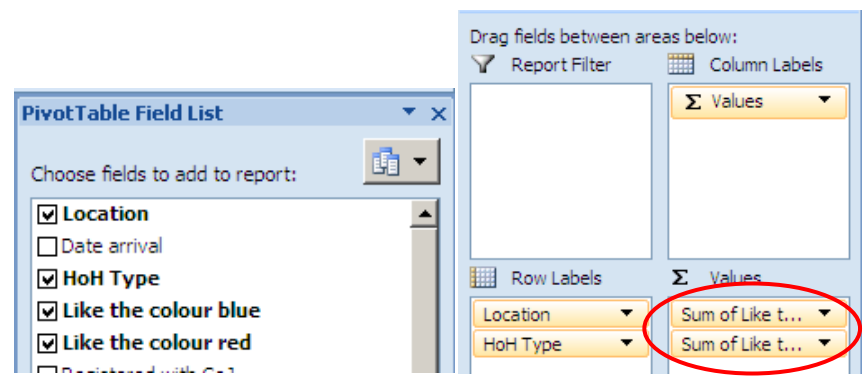 PivotTable Field List
Choose fields to add to report:
Location
Date arrival
HoH Type
Like the colour blue
Like the colour red
Drag fields between areas below:
Report Filter
Column Labels
Σ Values
Row Labels
Σ Values
Location
HoH Type
Sum of Like t...
Sum of Like t...